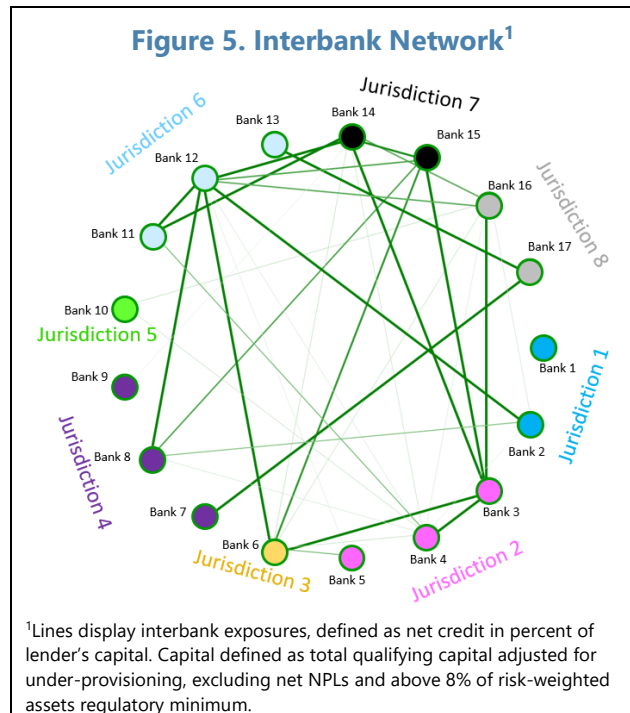 Figure 5. Interbank Network¹
Jurisdiction 7
Bank 14
Bank 13
Jurisdiction 6
Bank 15
Bank 12
Bank 16
Jurisdiction 8
Bank 11
Bank 17
Bank 10
Jurisdiction 5
Bank 1
Bank 9
Jurisdiction 1
Bank 2
Bank 8
Jurisdiction 4
Bank 7
Bank 3
Bank 6
Jurisdiction 3
Bank 5
Bank 4
Jurisdiction 2
¹Lines display interbank exposures, defined as net credit in percent of
lender's capital. Capital defined as total qualifying capital adjusted for
under-provisioning, excluding net NPLs and above 8% of risk-weighted
assets regulatory minimum.